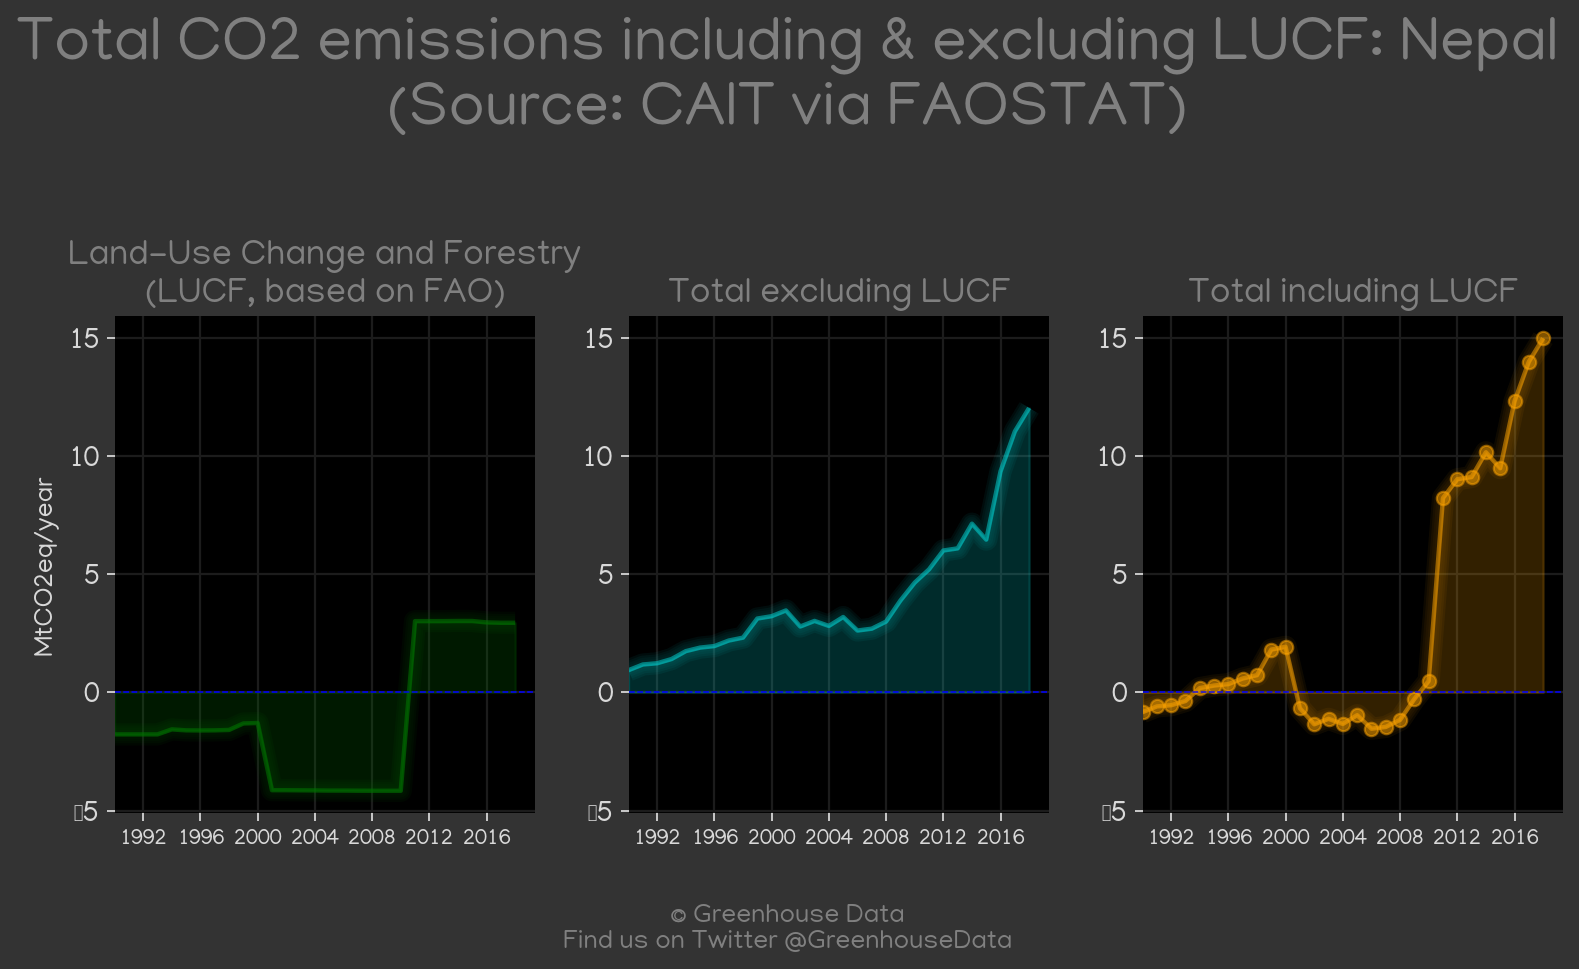 Total CO2 emissions including & excluding LUCF: Nepal
(Source: CAIT via FAOSTAT)
Land-Use Change and Forestry
(LUCF, based on FAO)
Total excluding LUCF
Total including LUCF
MtCO2eq/year
15
10
5
0
▯5
1992 1996 2000 2004 2008 2012 2016
15
10
5
0
▯5
1992 1996 2000 2004 2008 2012 2016
15
10
5
0
▯5
1992 1996 2000 2004 2008 2012 2016
© Greenhouse Data
Find us on Twitter @GreenhouseData